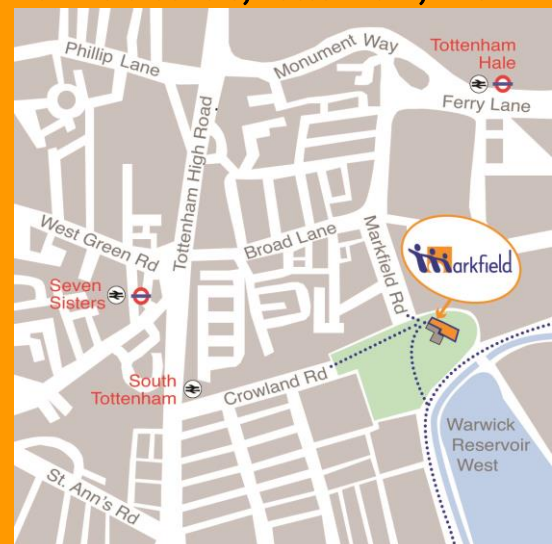 Phillip Lane
Monument Way
Tottenham
Hale
Ferry Lane
Tottenham High Road
West Green Rd
Broad Lane
Markfield Rd
markfield
Seven
Sisters
South
Tottenham
Crowland Rd
Warwick
Reservoir
West
St. Ann's Rd